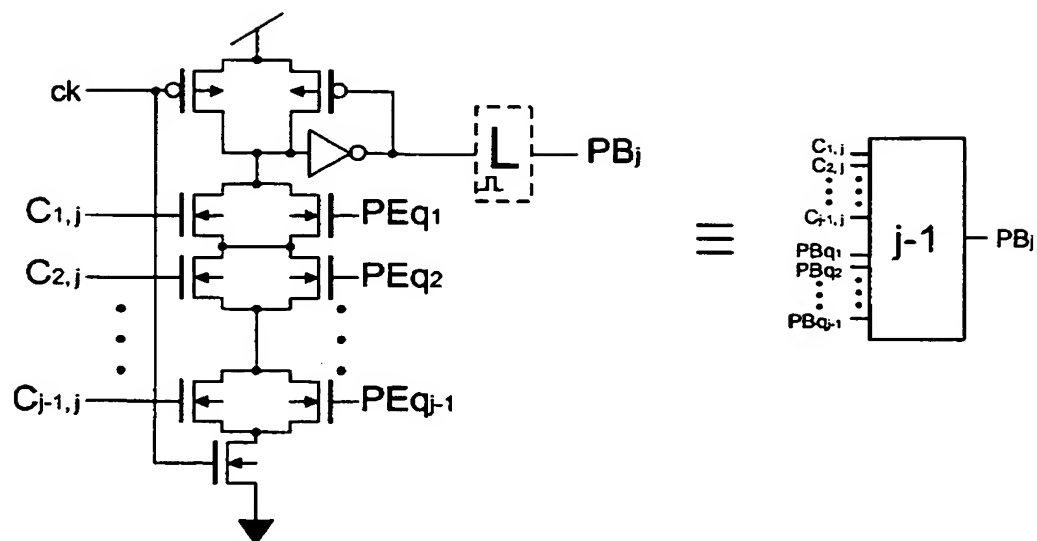 ck
L
PBj
C1,j
PEq1
C2,j
PEq2
Cj-1,j
PEqj-1
≡
C1,j
C2,j
Cj-1,j
PBq1
PBq2
PBqj-1
j-1
PBj